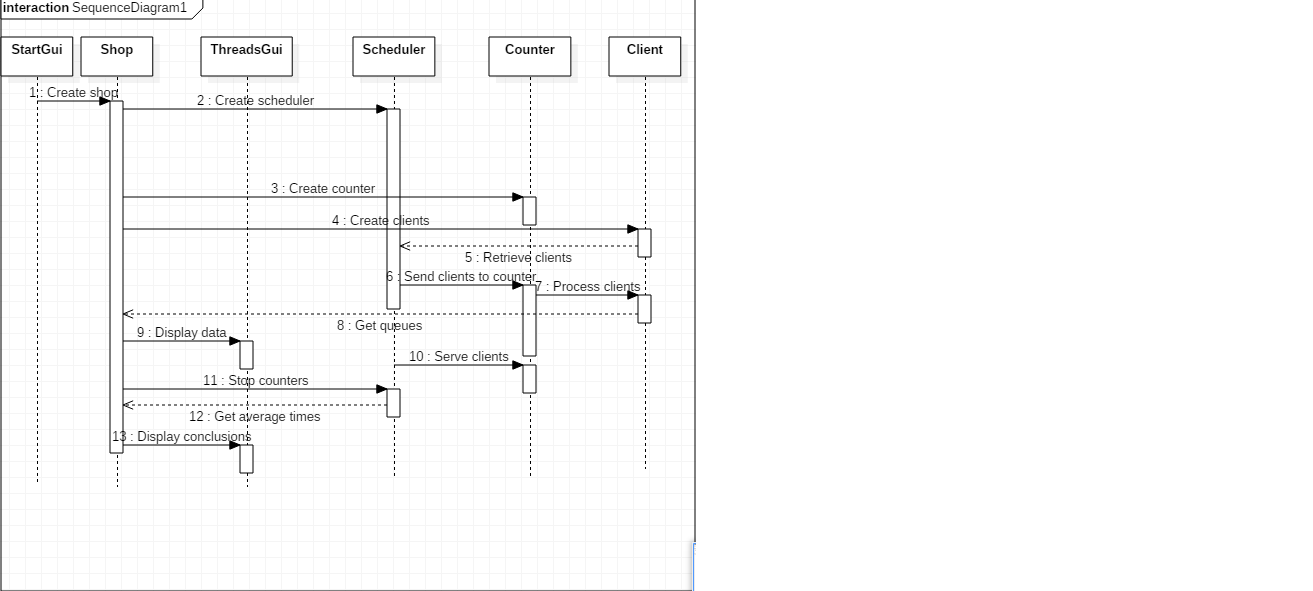 interaction SequenceDiagram1
StartGui Shop ThreadsGui Scheduler Counter Client
1 : Create shop
2 : Create scheduler
3 : Create counter
4 : Create clients
5 : Retrieve clients
6 : Send clients to counter
7 : Process clients
8 : Get queues
9 : Display data
10 : Serve clients
11 : Stop counters
12 : Get average times
13 : Display conclusions